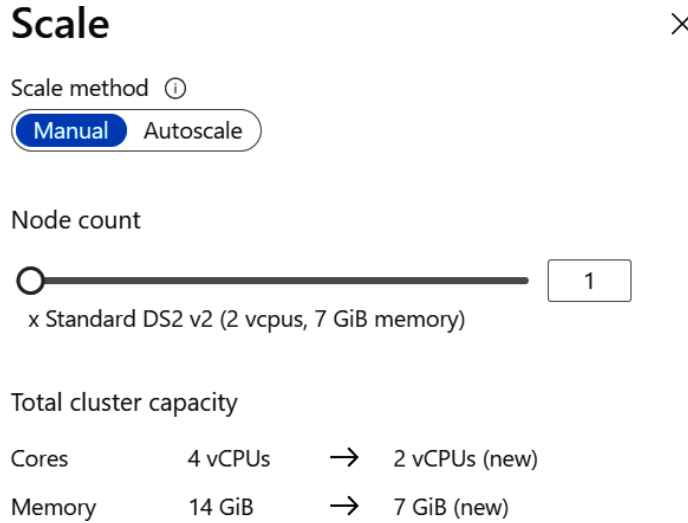 Scale
Scale method
Manual Autoscale
Node count
1
x Standard DS2 v2 (2 vcpus, 7 GiB memory)
Total cluster capacity
Cores 4 vCPUs → 2 vCPUs (new)
Memory 14 GiB → 7 GiB (new)